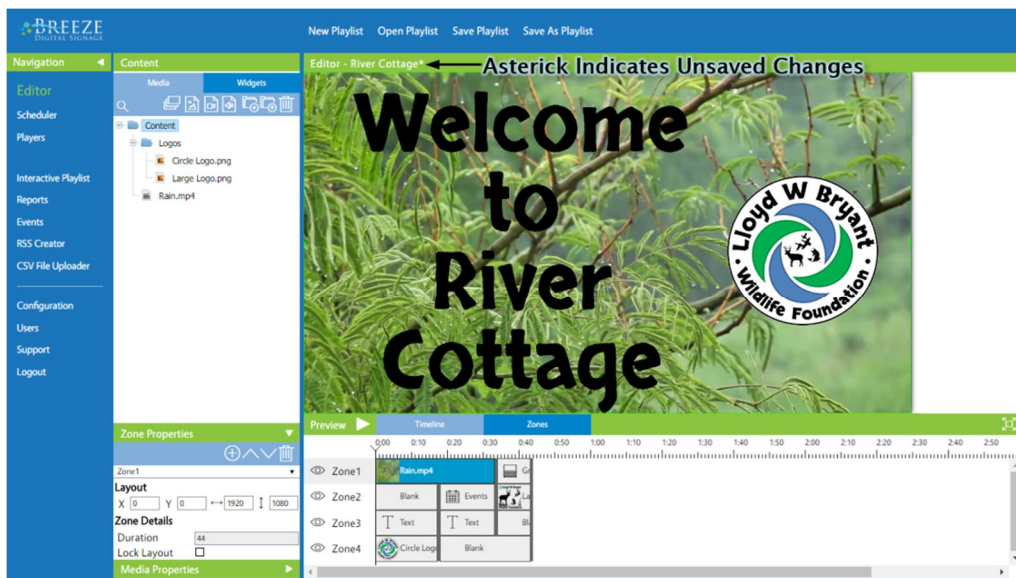 BREEZE
DIGITAL SIGNAGE
New Playlist Open Playlist Save Playlist Save As Playlist
Navigation
Content
Editor - River Cottage*
Asterick Indicates Unsaved Changes
Editor
Scheduler
Players
Interactive Playlist
Reports
Events
RSS Creator
CSV File Uploader
Configuration
Users
Support
Logout
Media Widgets
Content
Logos
Circle Logo.png
Large Logo.png
Rain.mp4
Welcome
to
River
Cottage
Lloyd W Bryant
Wildlife Foundation
Zone Properties
Zone1
Layout
X 0 Y 0 1920 1080
Zone Details
Duration 44
Lock Layout
Media Properties
Preview Timeline Zones
0:00 0:10 0:20 0:30 0:40 0:50 1:00 1:10 1:20 1:30 1:40 1:50 2:00 2:10 2:20 2:30 2:40 2:50
Zone1 Rain.mp4 Gr
Zone2 Blank Events La
Zone3 T Text T Text Bl
Zone4 Circle Logo Blank